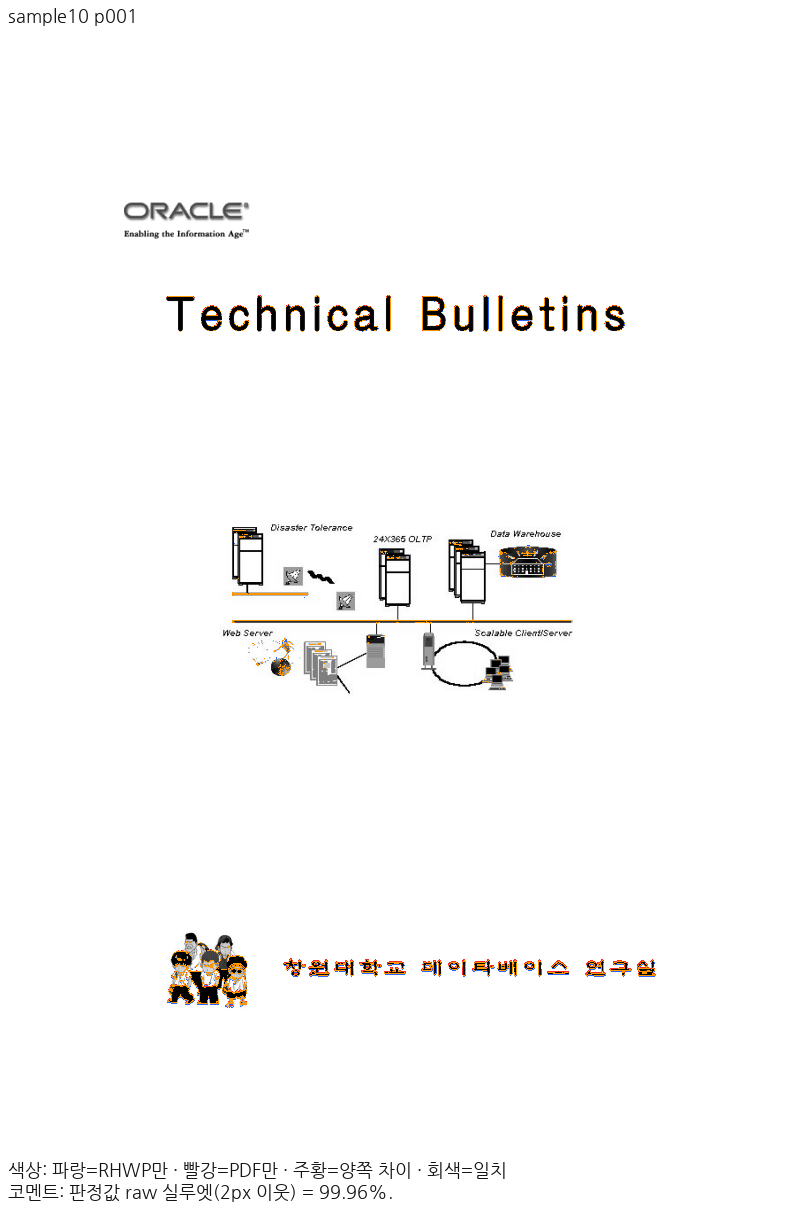 sample10 p001
ORACLE®
Enabling the Information Age™
Technical Bulletins
Disaster Tolerance
24X365 OLTP
Data Warehouse
Web Server
Scalable Client/Server
창원대학교 데이타베이스 연구실
색상: 파랑=RHWP만 · 빨강=PDF만 · 주황=양쪽 차이 · 회색=일치
코멘트: 판정값 raw 실루엣(2px 이웃) = 99.96%.